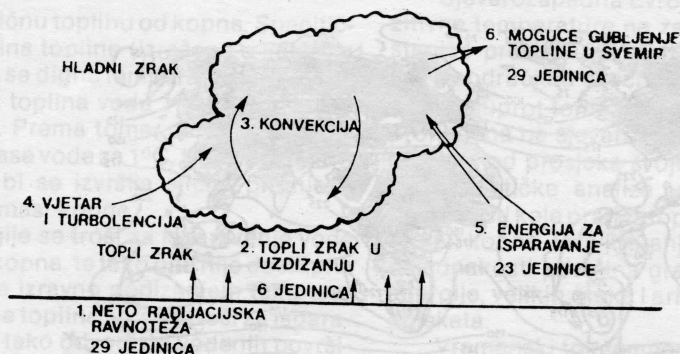 HLADNI ZRAK
6. MOGUCE GUBLJENJE
TOPLINE U SVEMIR
29 JEDINICA
3. KONVEKCIJA
4. VJETAR
I TURBOLENCIJA
TOPLI ZRAK
2. TOPLI ZRAK U
UZDIZANJU
6 JEDINICA
5. ENERGIJA ZA
ISPARAVANJE
23 JEDINICE
1. NETO RADIJACIJSKA
RAVNOTEŽA
29 JEDINICA